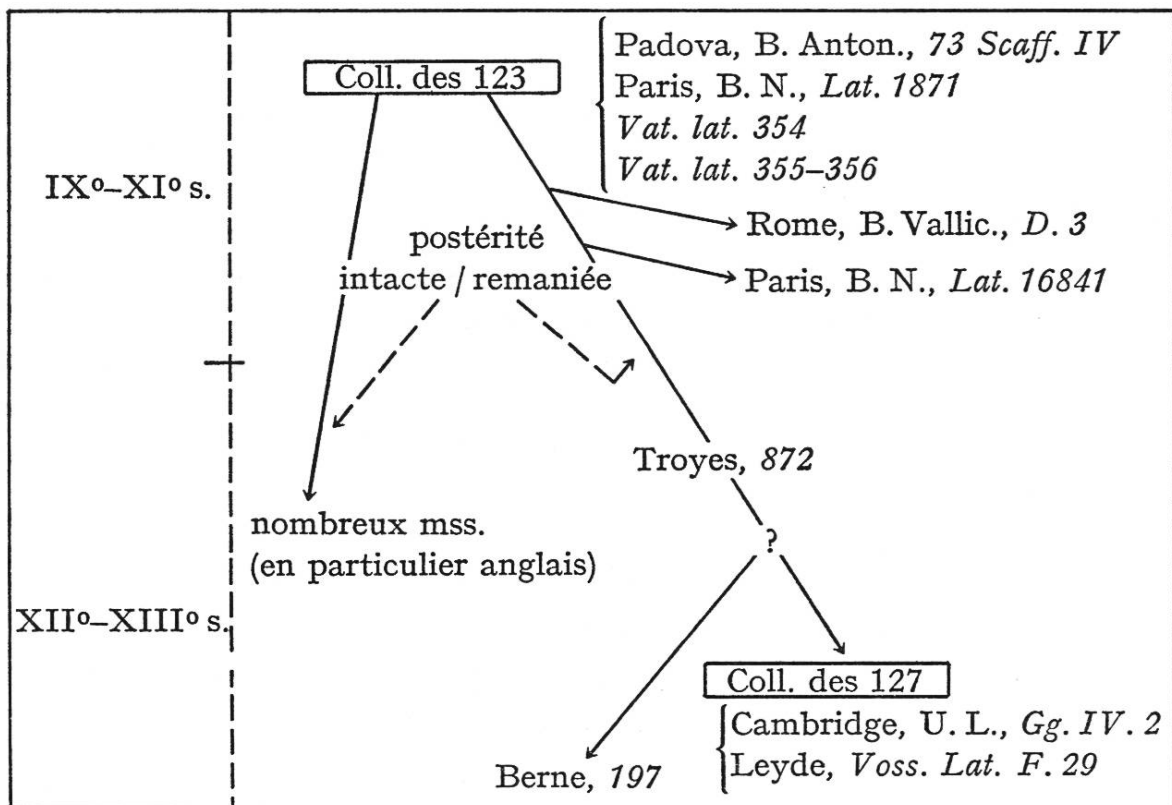 Coll. des 123
Padova, B. Anton., 73 Scaff. IV
Paris, B. N., Lat. 1871
Vat. lat. 354
Vat. lat. 355–356
IXº–XIº s.
Rome, B. Vallic., D. 3
postérité
intacte / remaniée
Paris, B. N., Lat. 16841
Troyes, 872
nombreux mss.
(en particulier anglais)
?
XIIº–XIIIº s.
Coll. des 127
Cambridge, U. L., Gg. IV. 2
Leyde, Voss. Lat. F. 29
Berne, 197